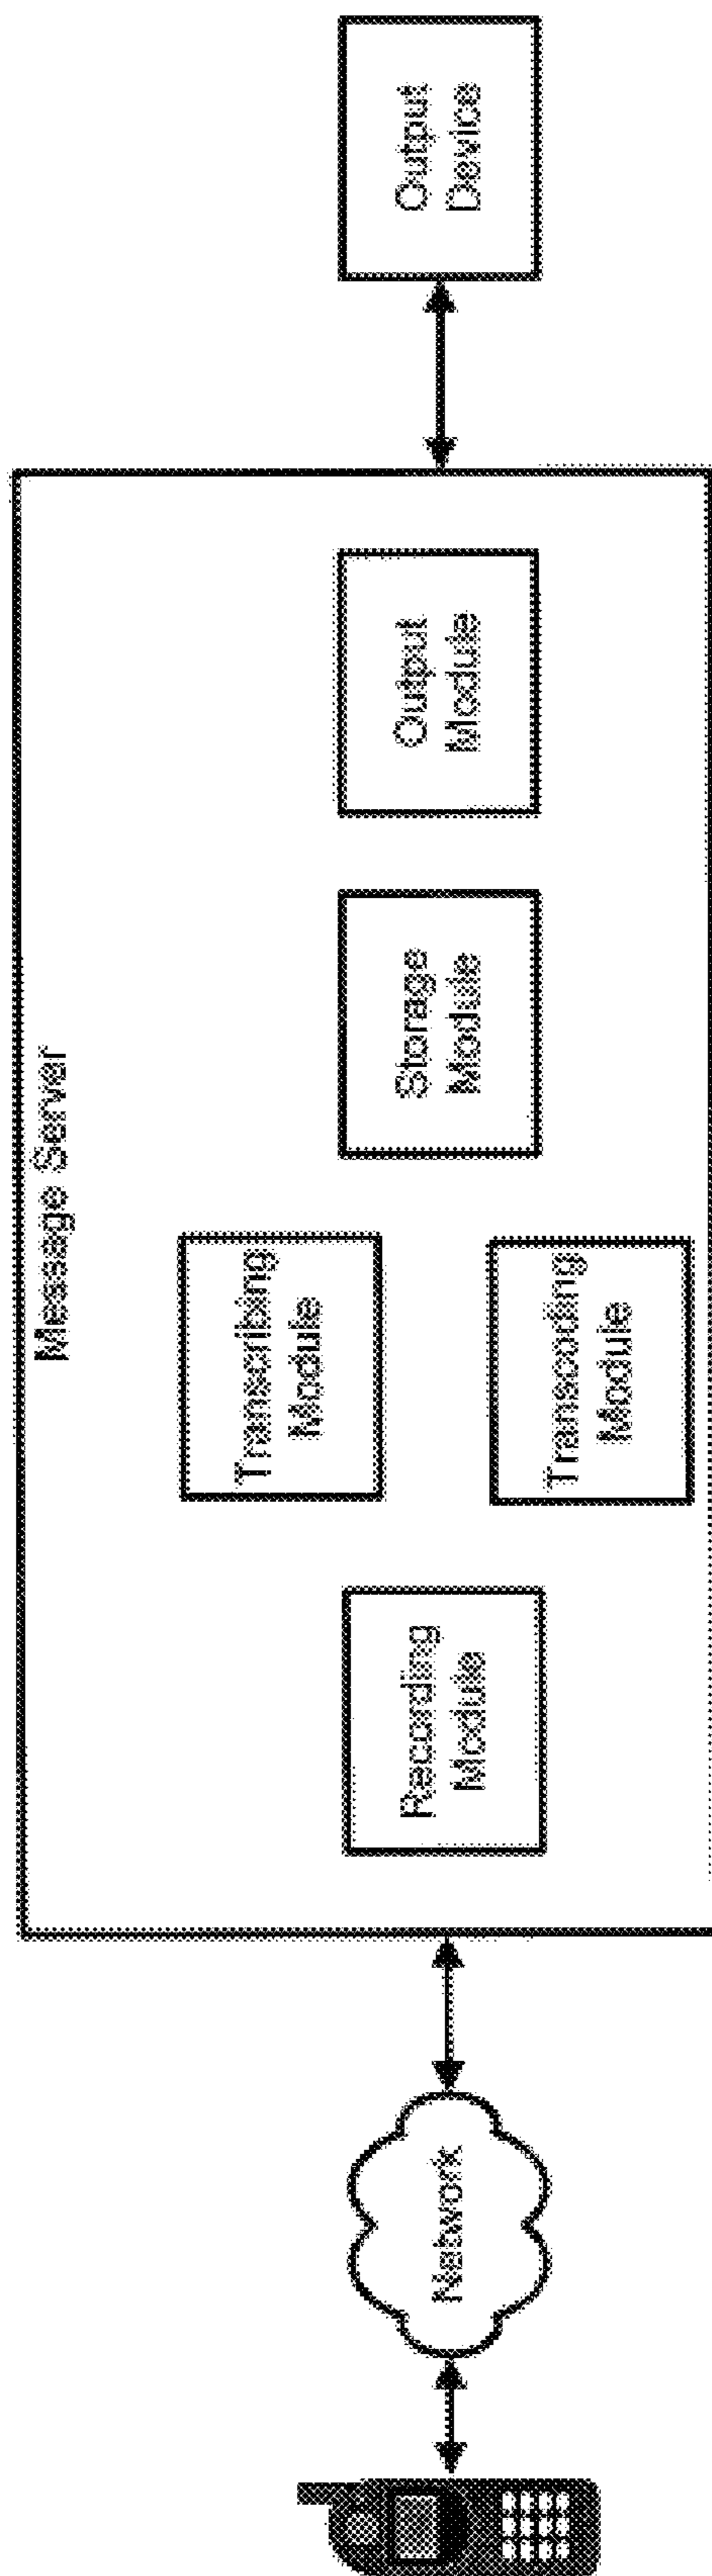 Message Server
Network
Recording
Module
Transcribing
Module
Transcoding
Module
Storage
Module
Output
Module
Output
Device